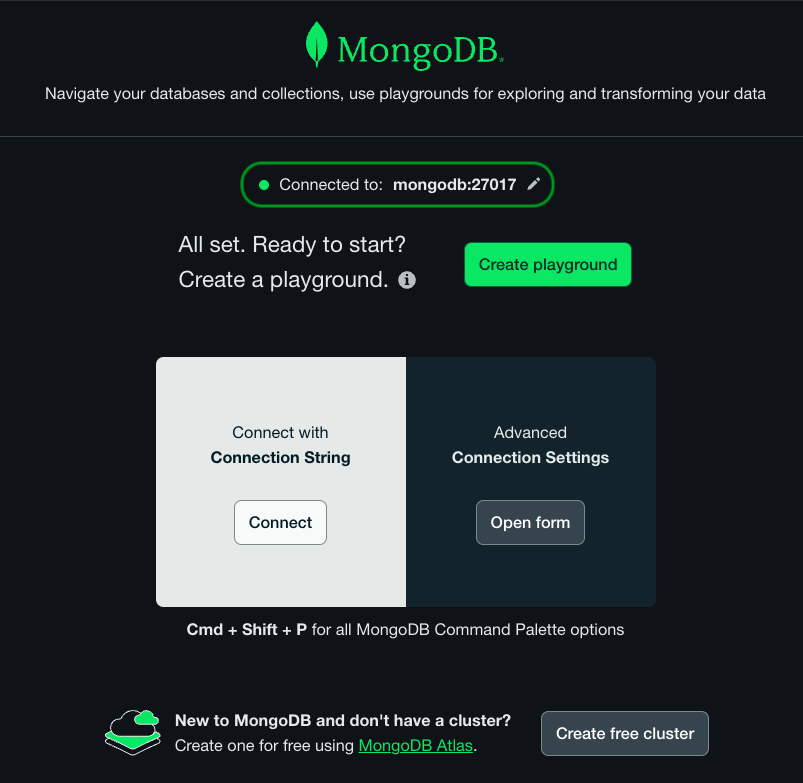 MongoDB®
Navigate your databases and collections, use playgrounds for exploring and transforming your data
Connected to: mongodb:27017
All set. Ready to start?
Create a playground.
Create playground
Connect with
Connection String
Connect
Advanced
Connection Settings
Open form
Cmd + Shift + P for all MongoDB Command Palette options
New to MongoDB and don't have a cluster?
Create one for free using MongoDB Atlas.
Create free cluster